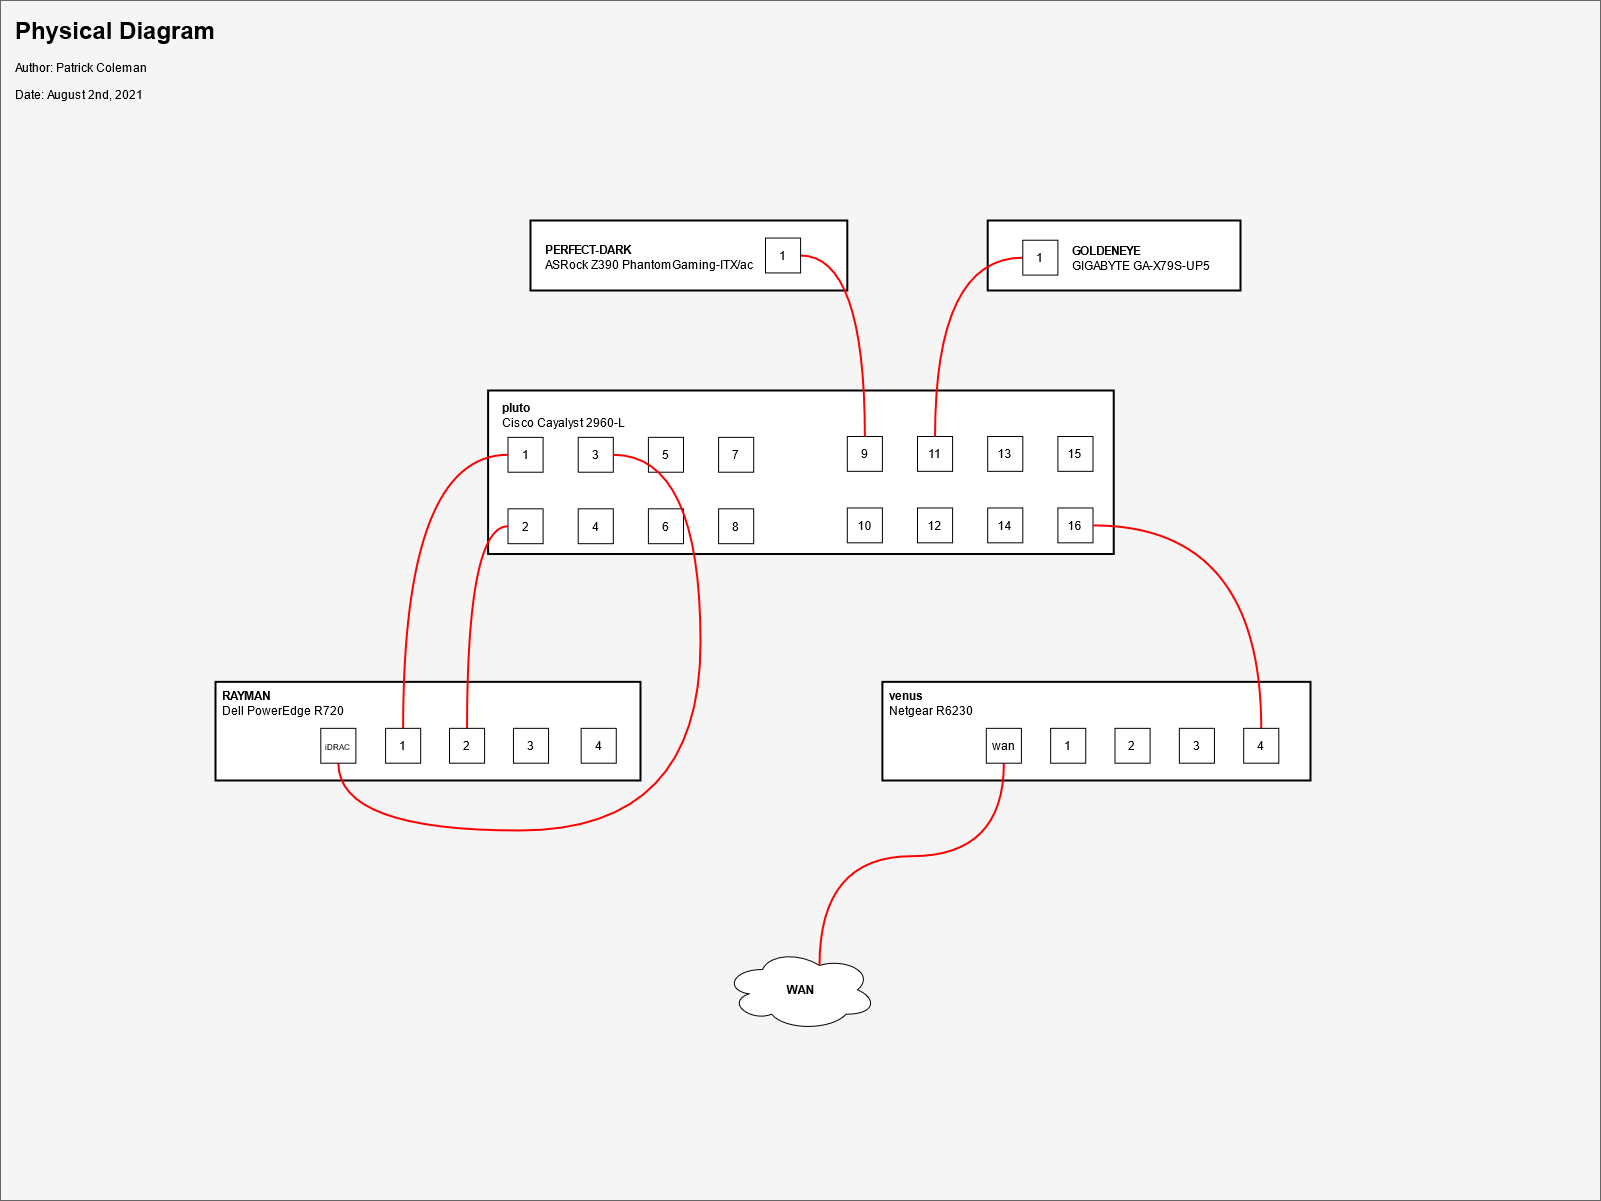 Physical Diagram
Author: Patrick Coleman
Date: August 2nd, 2021
PERFECT-DARK
ASRock Z390 PhantomGaming-ITX/ac
1
1
GOLDENEYE
GIGABYTE GA-X79S-UP5
pluto
Cisco Cayalyst 2960-L
1 3 5 7 9 11 13 15
2 4 6 8 10 12 14 16
RAYMAN
Dell PowerEdge R720
iDRAC 1 2 3 4
venus
Netgear R6230
wan 1 2 3 4
WAN